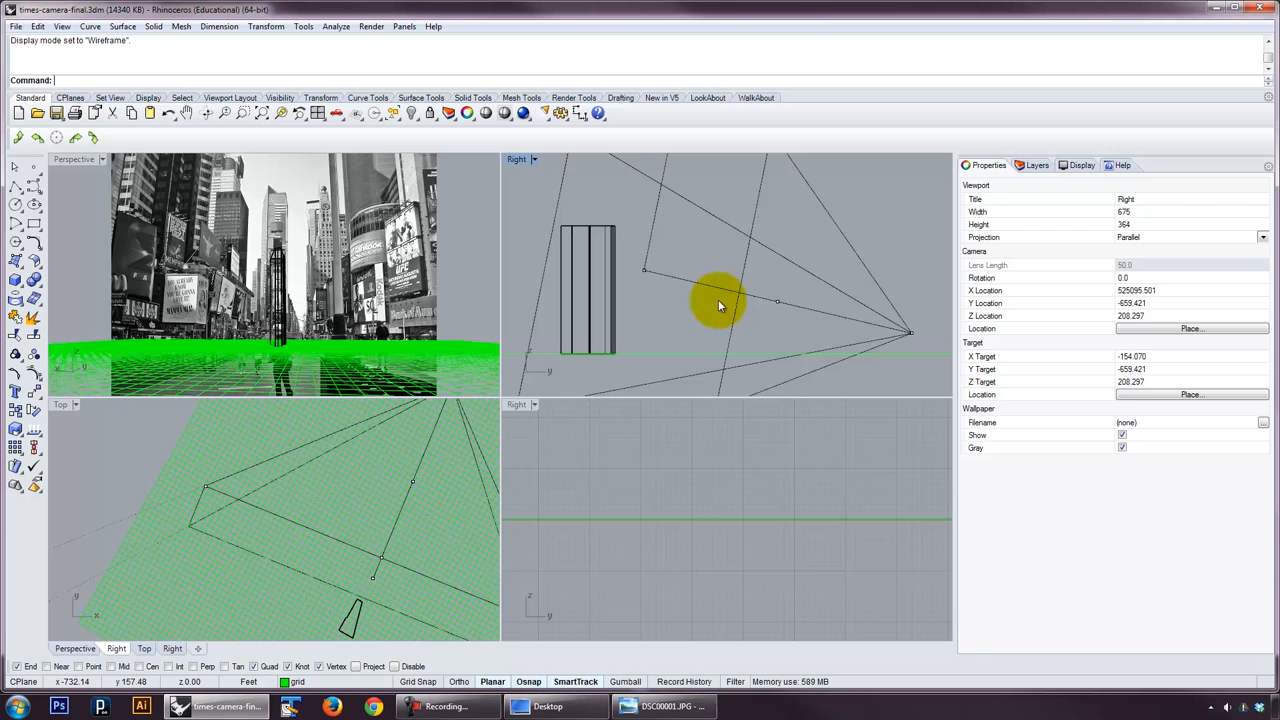 times-camera-final.3dm (14340 KB) - Rhinoceros (Educational) (64-bit)
File Edit View Curve Surface Solid Mesh Dimension Transform Tools Analyze Render Panels Help
Display mode set to "Wireframe".
Command:
Standard CPlanes Set View Display Select Viewport Layout Visibility Transform Curve Tools Surface Tools Solid Tools Mesh Tools Render Tools Drafting New in V5 LookAbout WalkAbout
Perspective
Right
Properties Layers Display Help
Viewport
Title Right
Width 675
Height 364
Projection Parallel
Camera
Lens Length 50.0
Rotation 0.0
X Location 525095.501
Y Location -659.421
Z Location 208.297
Location Place...
Target
X Target -154.070
Y Target -659.421
Z Target 208.297
Location Place...
Wallpaper
Filename (none) ...
Show
Gray
Kodak
UFC
z
x
y
z
y
Top
Right
y
x
z
y
Perspective Right Top Right
End Near Point Mid Cen Int Perp Tan Quad Knot Vertex Project Disable
CPlane x -732.14 y 157.48 z 0.00 Feet grid Grid Snap Ortho Planar Osnap SmartTrack Gumball Record History Filter Memory use: 589 MB
Ps p Ai times-camera-fin... Recording... Desktop DSC00001.JPG - ...